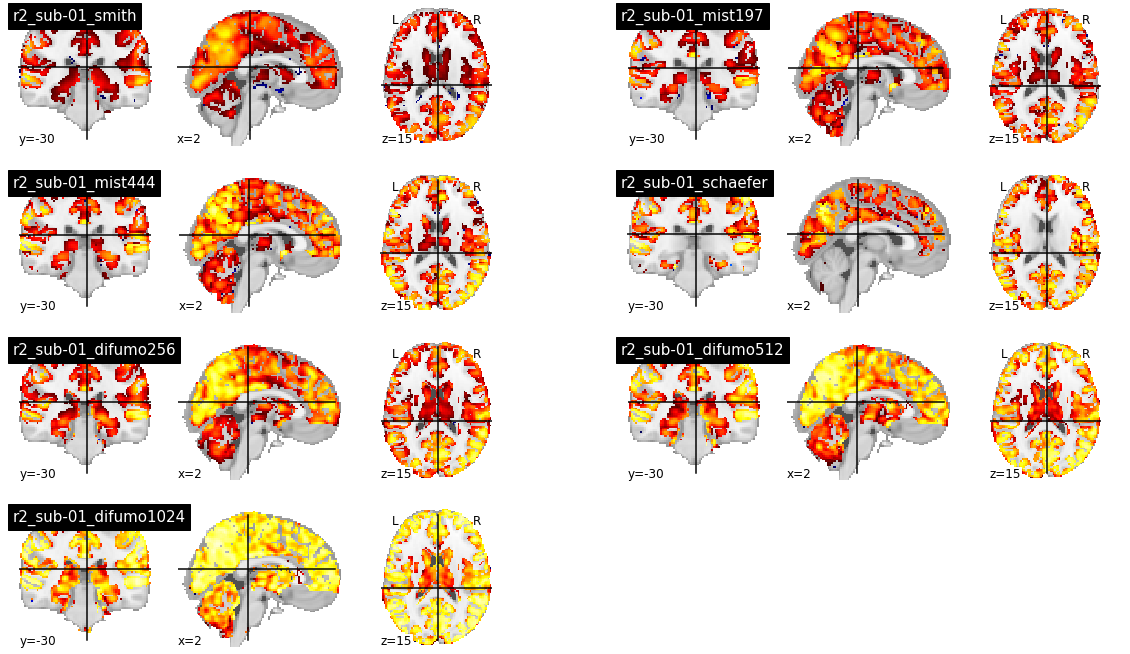 r2_sub-01_smith
L R
y=-30 x=2 z=15
r2_sub-01_mist197
L R
y=-30 x=2 z=15
r2_sub-01_mist444
L R
y=-30 x=2 z=15
r2_sub-01_schaefer
L R
y=-30 x=2 z=15
r2_sub-01_difumo256
L R
y=-30 x=2 z=15
r2_sub-01_difumo512
L R
y=-30 x=2 z=15
r2_sub-01_difumo1024
L R
y=-30 x=2 z=15